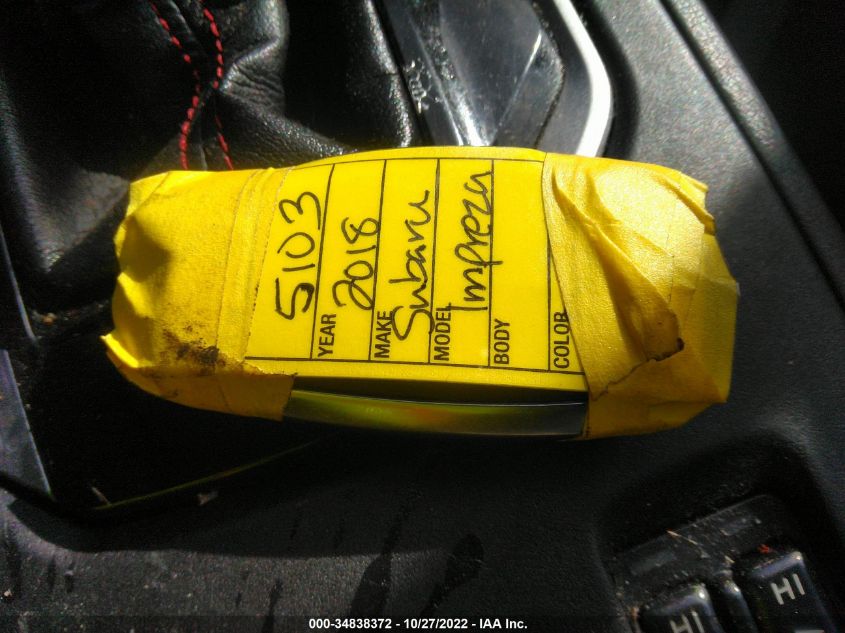 5103
YEAR 2018
MAKE Subaru
MODEL Impreza
BODY
COLOR
HI
HI
000-34838372 - 10/27/2022 - IAA Inc.